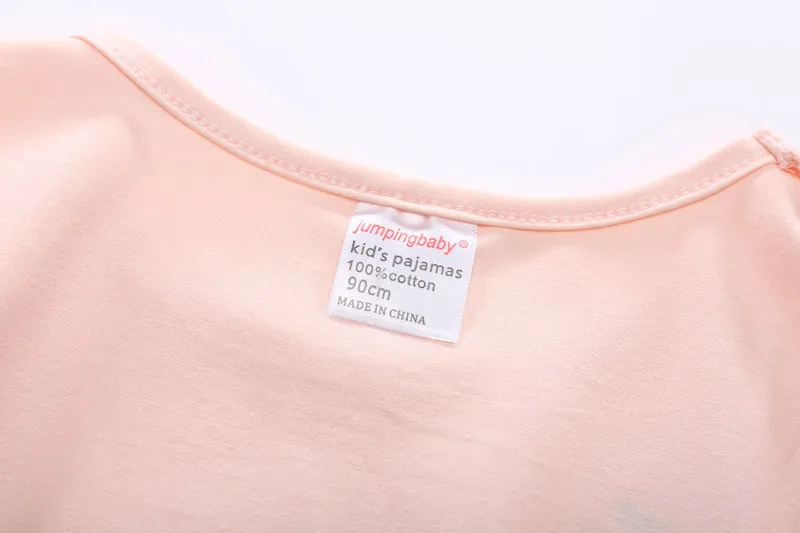 jumpingbaby®
kid's pajamas
100%cotton
90cm
MADE IN CHINA